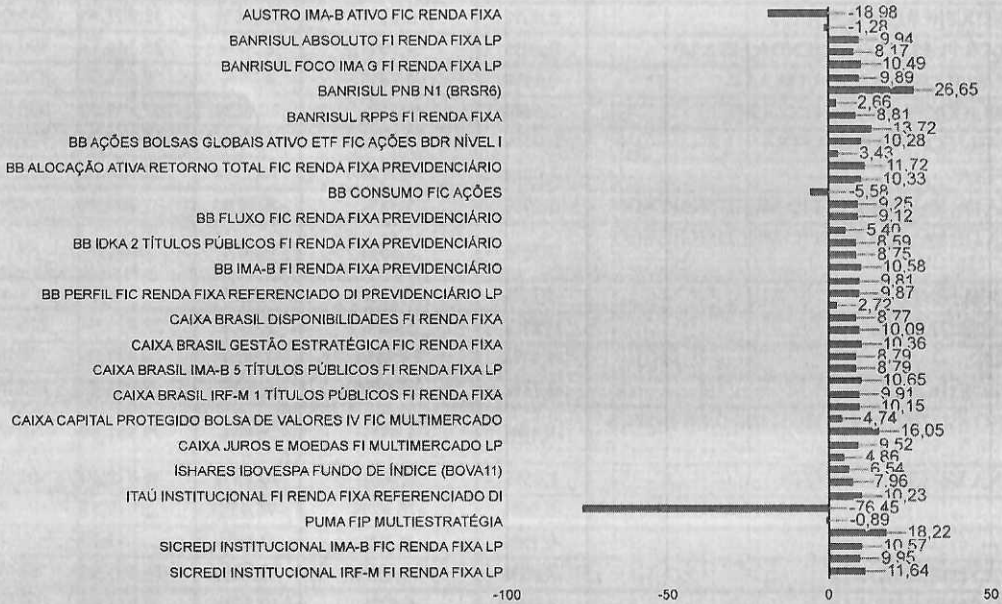 AUSTRO IMA-B ATIVO FIC RENDA FIXA -18,98
-1,28
BANRISUL ABSOLUTO FI RENDA FIXA LP 9,94
8,17
BANRISUL FOCO IMA G FI RENDA FIXA LP 10,49
9,89
BANRISUL PNB N1 (BRSR6) 26,65
2,66
BANRISUL RPPS FI RENDA FIXA 8,81
13,72
BB AÇÕES BOLSAS GLOBAIS ATIVO ETF FIC AÇÕES BDR NÍVEL I 10,28
3,43
BB ALOCAÇÃO ATIVA RETORNO TOTAL FIC RENDA FIXA PREVIDENCIÁRIO 11,72
10,33
BB CONSUMO FIC AÇÕES -5,58
9,25
BB FLUXO FIC RENDA FIXA PREVIDENCIÁRIO 9,12
5,40
BB IDKA 2 TÍTULOS PÚBLICOS FI RENDA FIXA PREVIDENCIÁRIO 8,59
8,75
BB IMA-B FI RENDA FIXA PREVIDENCIÁRIO 10,58
9,81
BB PERFIL FIC RENDA FIXA REFERENCIADO DI PREVIDENCIÁRIO LP 9,87
2,72
CAIXA BRASIL DISPONIBILIDADES FI RENDA FIXA 8,77
10,09
CAIXA BRASIL GESTÃO ESTRATÉGICA FIC RENDA FIXA 10,36
8,79
CAIXA BRASIL IMA-B 5 TÍTULOS PÚBLICOS FI RENDA FIXA LP 8,79
10,65
CAIXA BRASIL IRF-M 1 TÍTULOS PÚBLICOS FI RENDA FIXA 9,91
10,15
CAIXA CAPITAL PROTEGIDO BOLSA DE VALORES IV FIC MULTIMERCADO 4,74
16,05
CAIXA JUROS E MOEDAS FI MULTIMERCADO LP 9,52
4,86
ISHARES IBOVESPA FUNDO DE ÍNDICE (BOVA11) 6,54
7,96
ITAÚ INSTITUCIONAL FI RENDA FIXA REFERENCIADO DI 10,23
-76,45
PUMA FIP MULTIESTRATÉGIA -0,89
18,22
SICREDI INSTITUCIONAL IMA-B FIC RENDA FIXA LP 10,57
9,95
SICREDI INSTITUCIONAL IRF-M FI RENDA FIXA LP 11,64
-100 -50 0 50